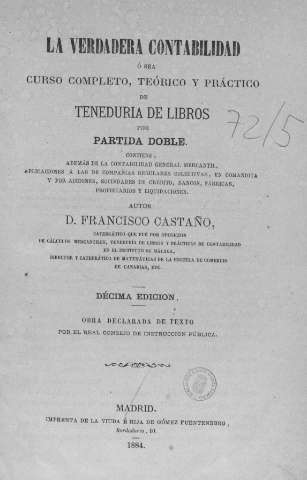 LA VERDADERA CONTABILIDAD
Ó SEA
CURSO COMPLETO, TEÓRICO Y PRÁCTICO
DE
TENEDURIA DE LIBROS
POR
PARTIDA DOBLE.
CONTIENE,
ADEMÁS DE LA CONTABILIDAD GENERAL MERCANTIL,
APLICACIONES Á LAS DE COMPAÑIAS REGULARES COLECTIVAS, EN COMANDITA
Y POR ACCIONES, SOCIEDADES DE CRÉDITO, BANCOS, FÁBRICAS,
PROPIETARIOS Y LIQUIDACIONES.
72/5
AUTOR
D. FRANCISCO CASTAÑO,
CATEDRÁTICO QUE FUÉ POR OPOSICION
DE CÁLCULOS MERCANTILES, TENEDURÍA DE LIBROS Y PRÁCTICAS DE CONTABILIDAD
EN EL INSTITUTO DE MÁLAGA,
DIRECTOR Y CATEDRÁTICO DE MATEMÁTICAS DE LA ESCUELA DE COMERCIO
DE CANARIAS, ETC.
DÉCIMA EDICION,
OBRA DECLARADA DE TEXTO
POR EL REAL CONSEJO DE INSTRUCCION PÚBLICA.
MADRID.
IMPRENTA DE LA VIUDA É HIJA DE GÓMEZ FUENTENEBRO,
Bordadores, 10.
1884.